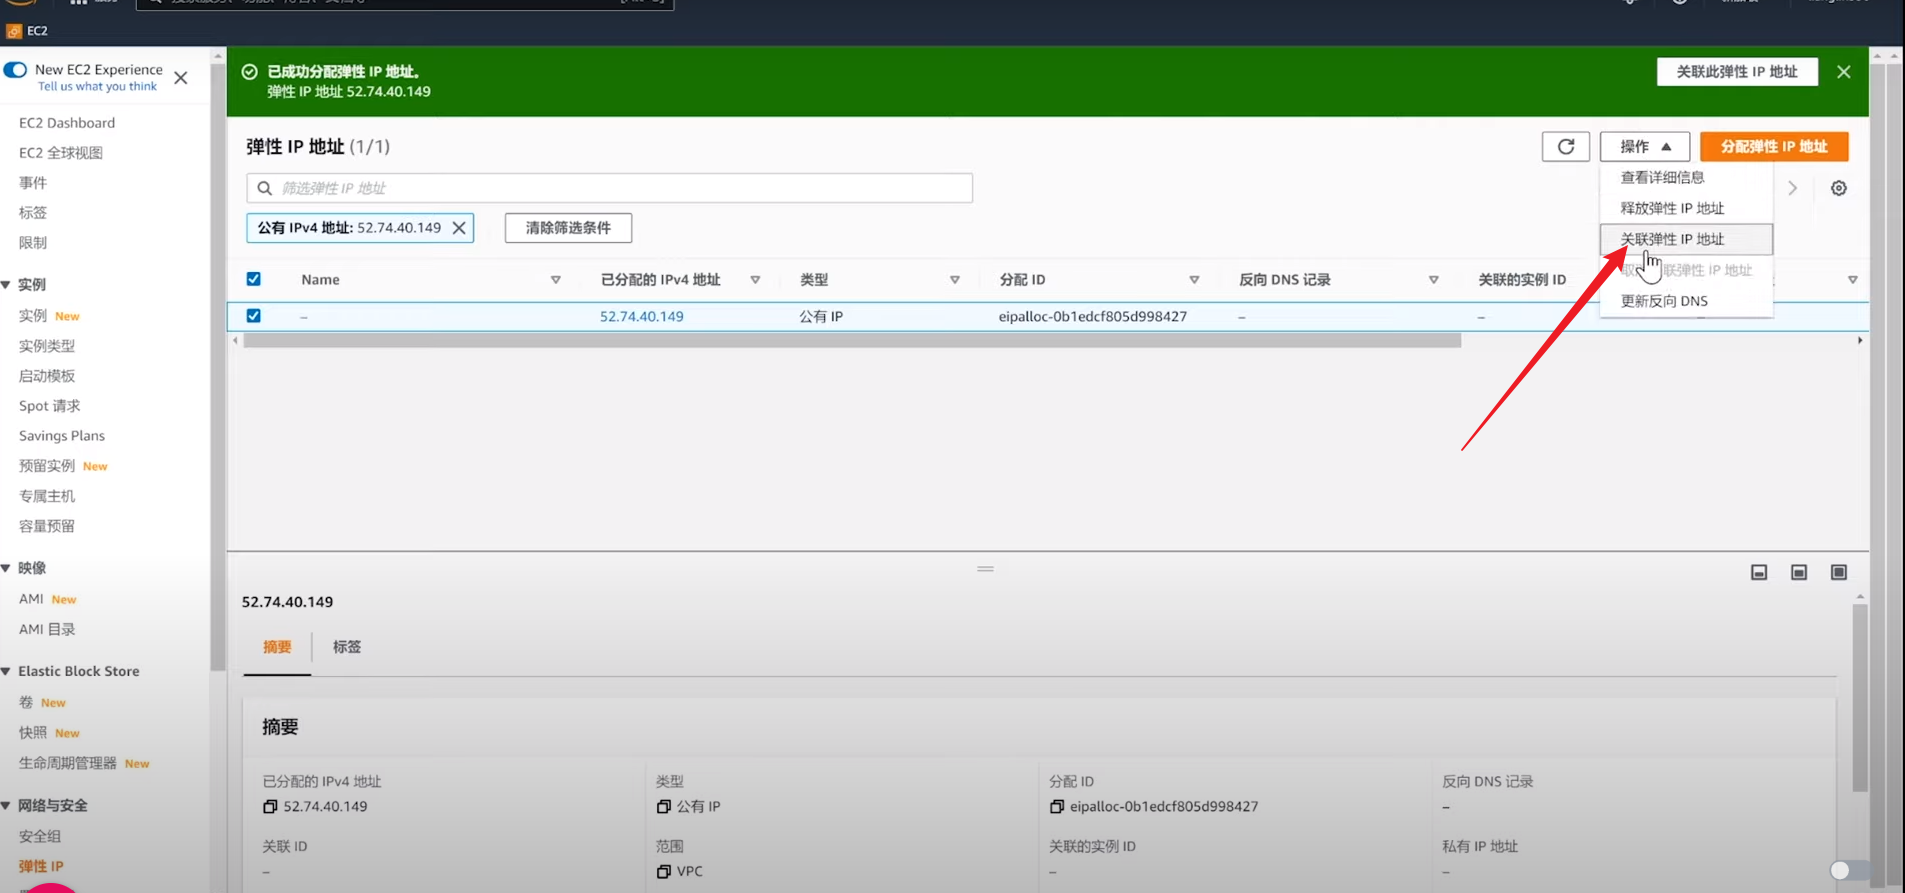 EC2
New EC2 Experience
Tell us what you think
EC2 Dashboard
EC2 全球视图
事件
标签
限制
实例
实例 New
实例类型
启动模板
Spot 请求
Savings Plans
预留实例 New
专属主机
容量预留
映像
AMI New
AMI 目录
Elastic Block Store
卷 New
快照 New
生命周期管理器 New
网络与安全
安全组
弹性 IP
已成功分配弹性 IP 地址。
弹性 IP 地址 52.74.40.149
关联此弹性 IP 地址
弹性 IP 地址 (1/1)
操作
分配弹性 IP 地址
筛选弹性 IP 地址
查看详细信息
释放弹性 IP 地址
关联弹性 IP 地址
联弹性 IP 地址
更新反向 DNS
公有 IPv4 地址: 52.74.40.149
清除筛选条件
Name 已分配的 IPv4 地址 类型 分配 ID 反向 DNS 记录 关联的实例 ID
– 52.74.40.149 公有 IP eipalloc-0b1edcf805d998427 – –
52.74.40.149
摘要 标签
摘要
已分配的 IPv4 地址 类型 分配 ID 反向 DNS 记录
52.74.40.149 公有 IP eipalloc-0b1edcf805d998427 –
关联 ID 范围 关联的实例 ID 私有 IP 地址
– VPC – –